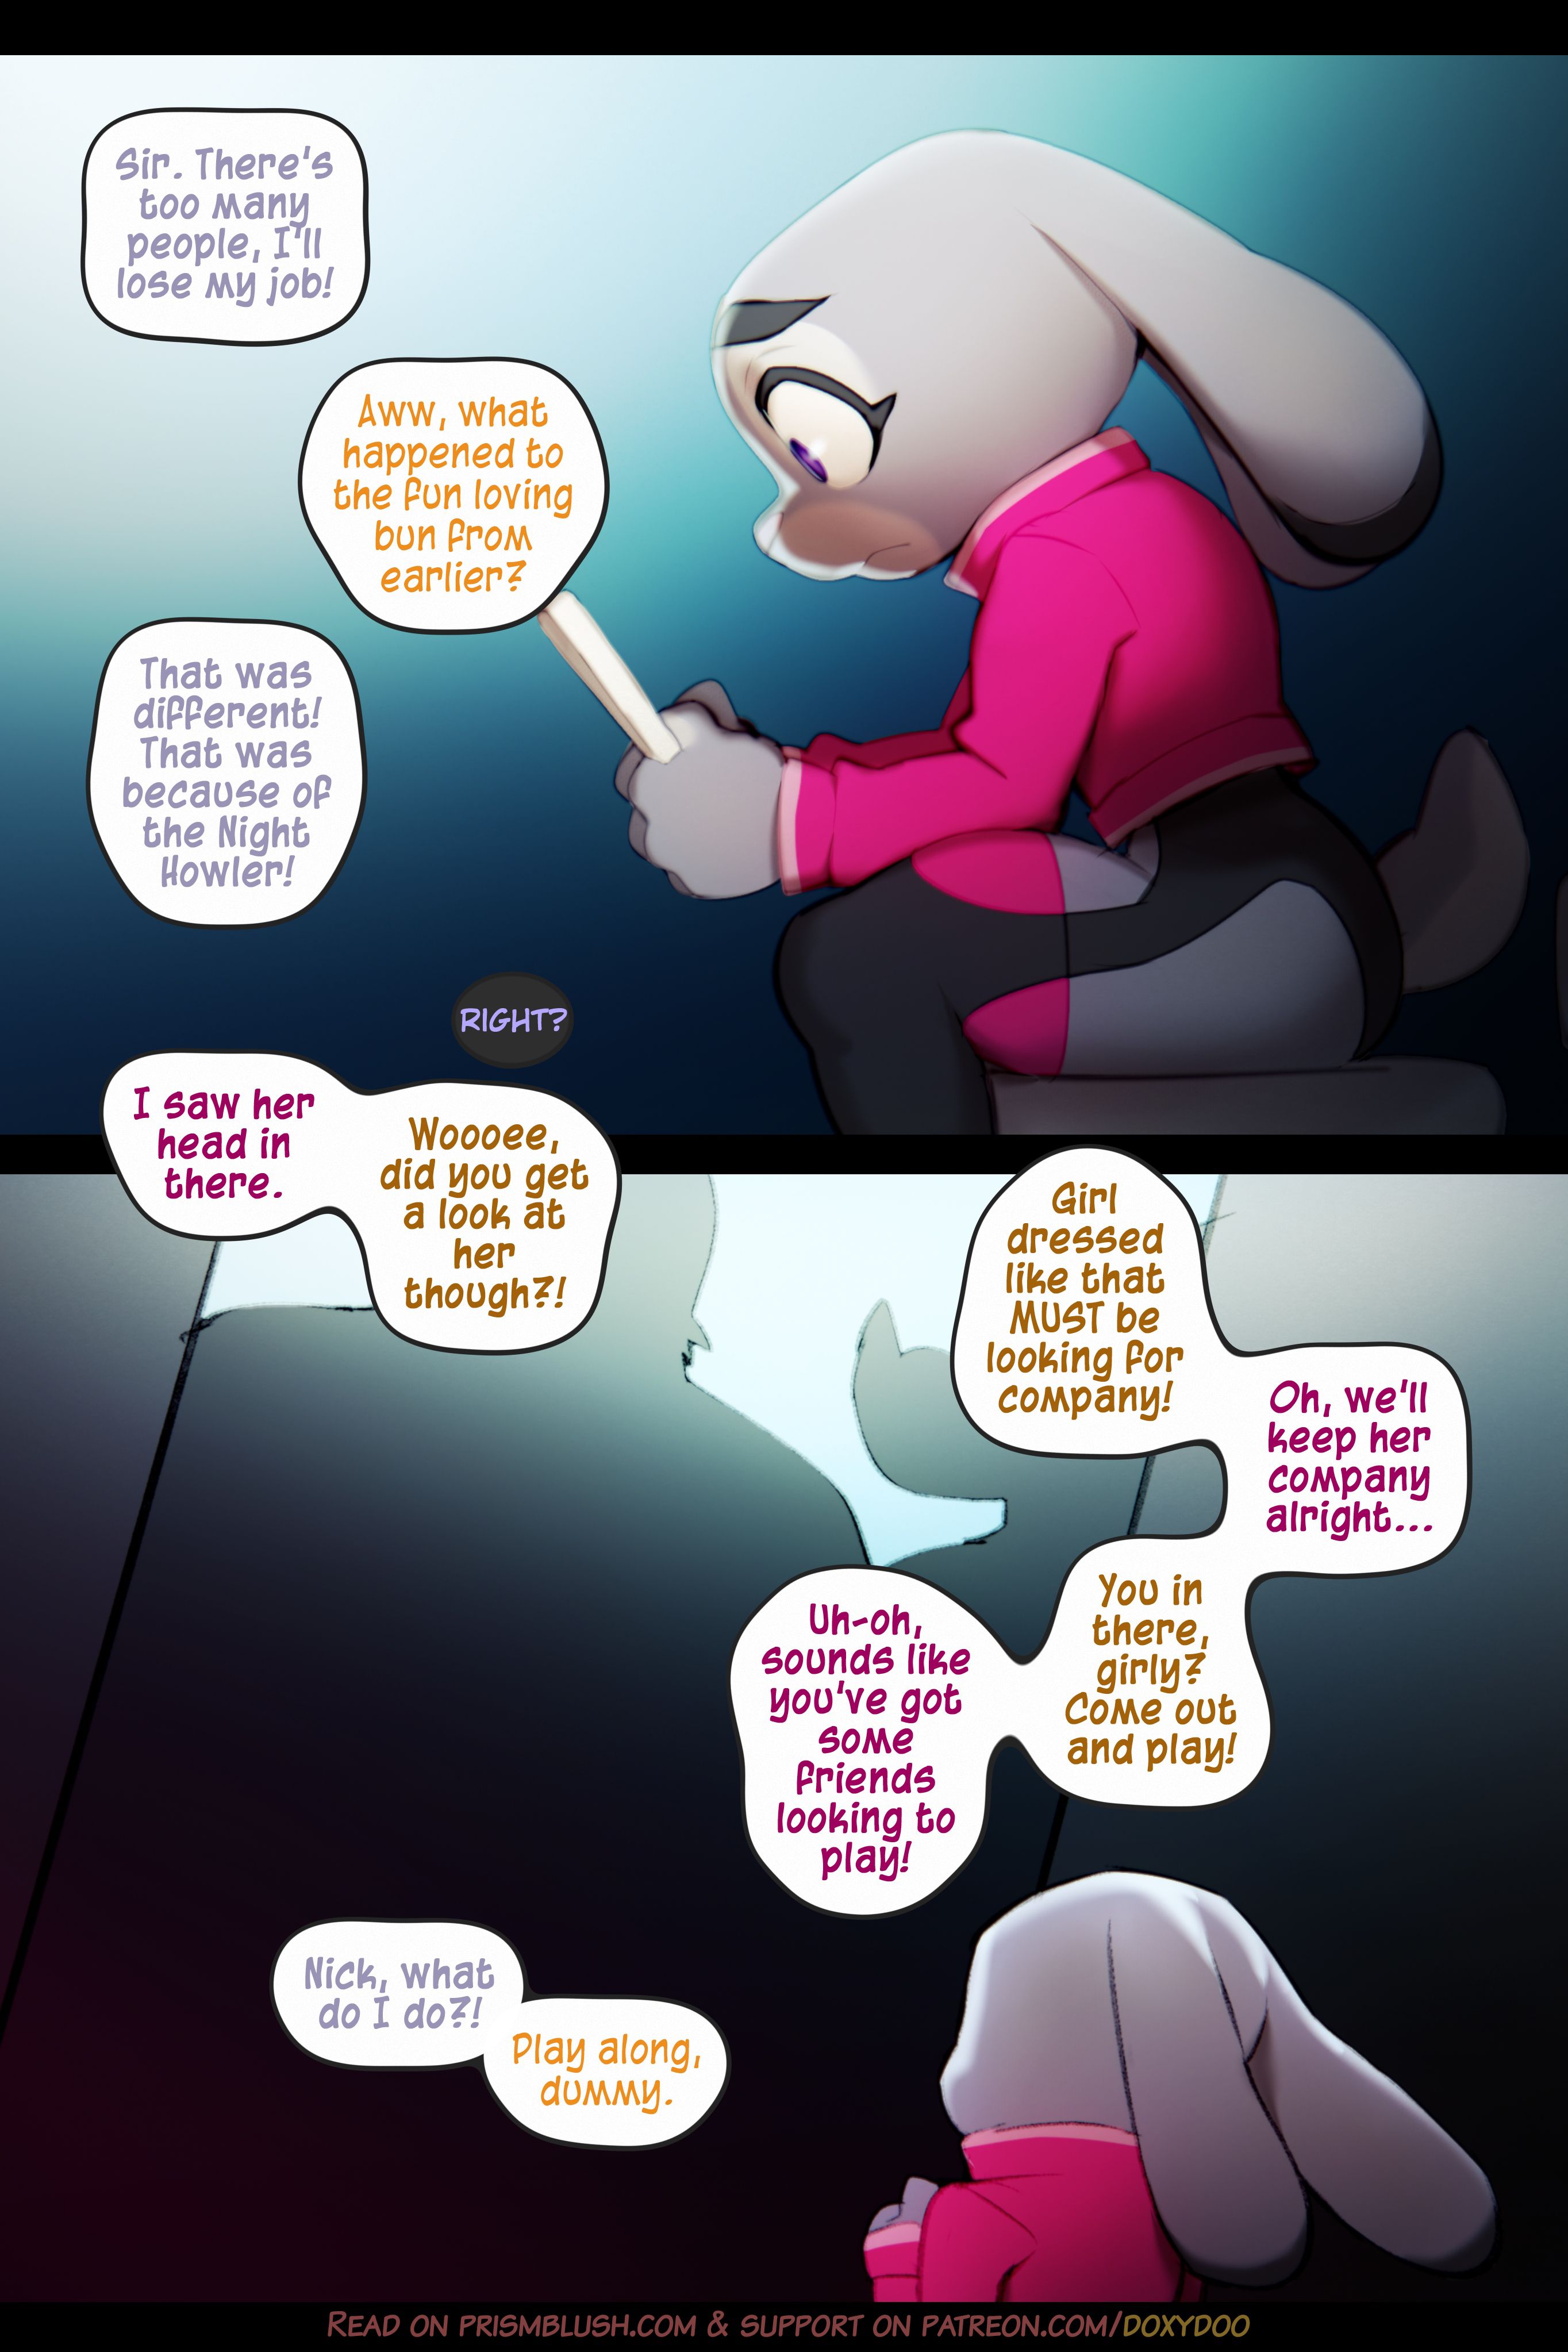 Sir. There's
too many
people, I'll
lose my job!
Aww, what
happened to
the fun loving
bun from
earlier?
That was
different!
That was
because of
the Night
Howler!
RIGHT?
I saw her
head in
there.
Woooee,
did you get
a look at
her
though?!
Girl
dressed
like that
MUST be
looking for
company!
Oh, we'll
keep her
company
alright...
You in
there,
girly?
Come out
and play!
Uh-oh,
sounds like
you've got
some
friends
looking to
play!
Nick, what
do I do?!
Play along,
dummy.
READ ON PRISMBLUSH.COM & SUPPORT ON PATREON.COM/DOXYDOO